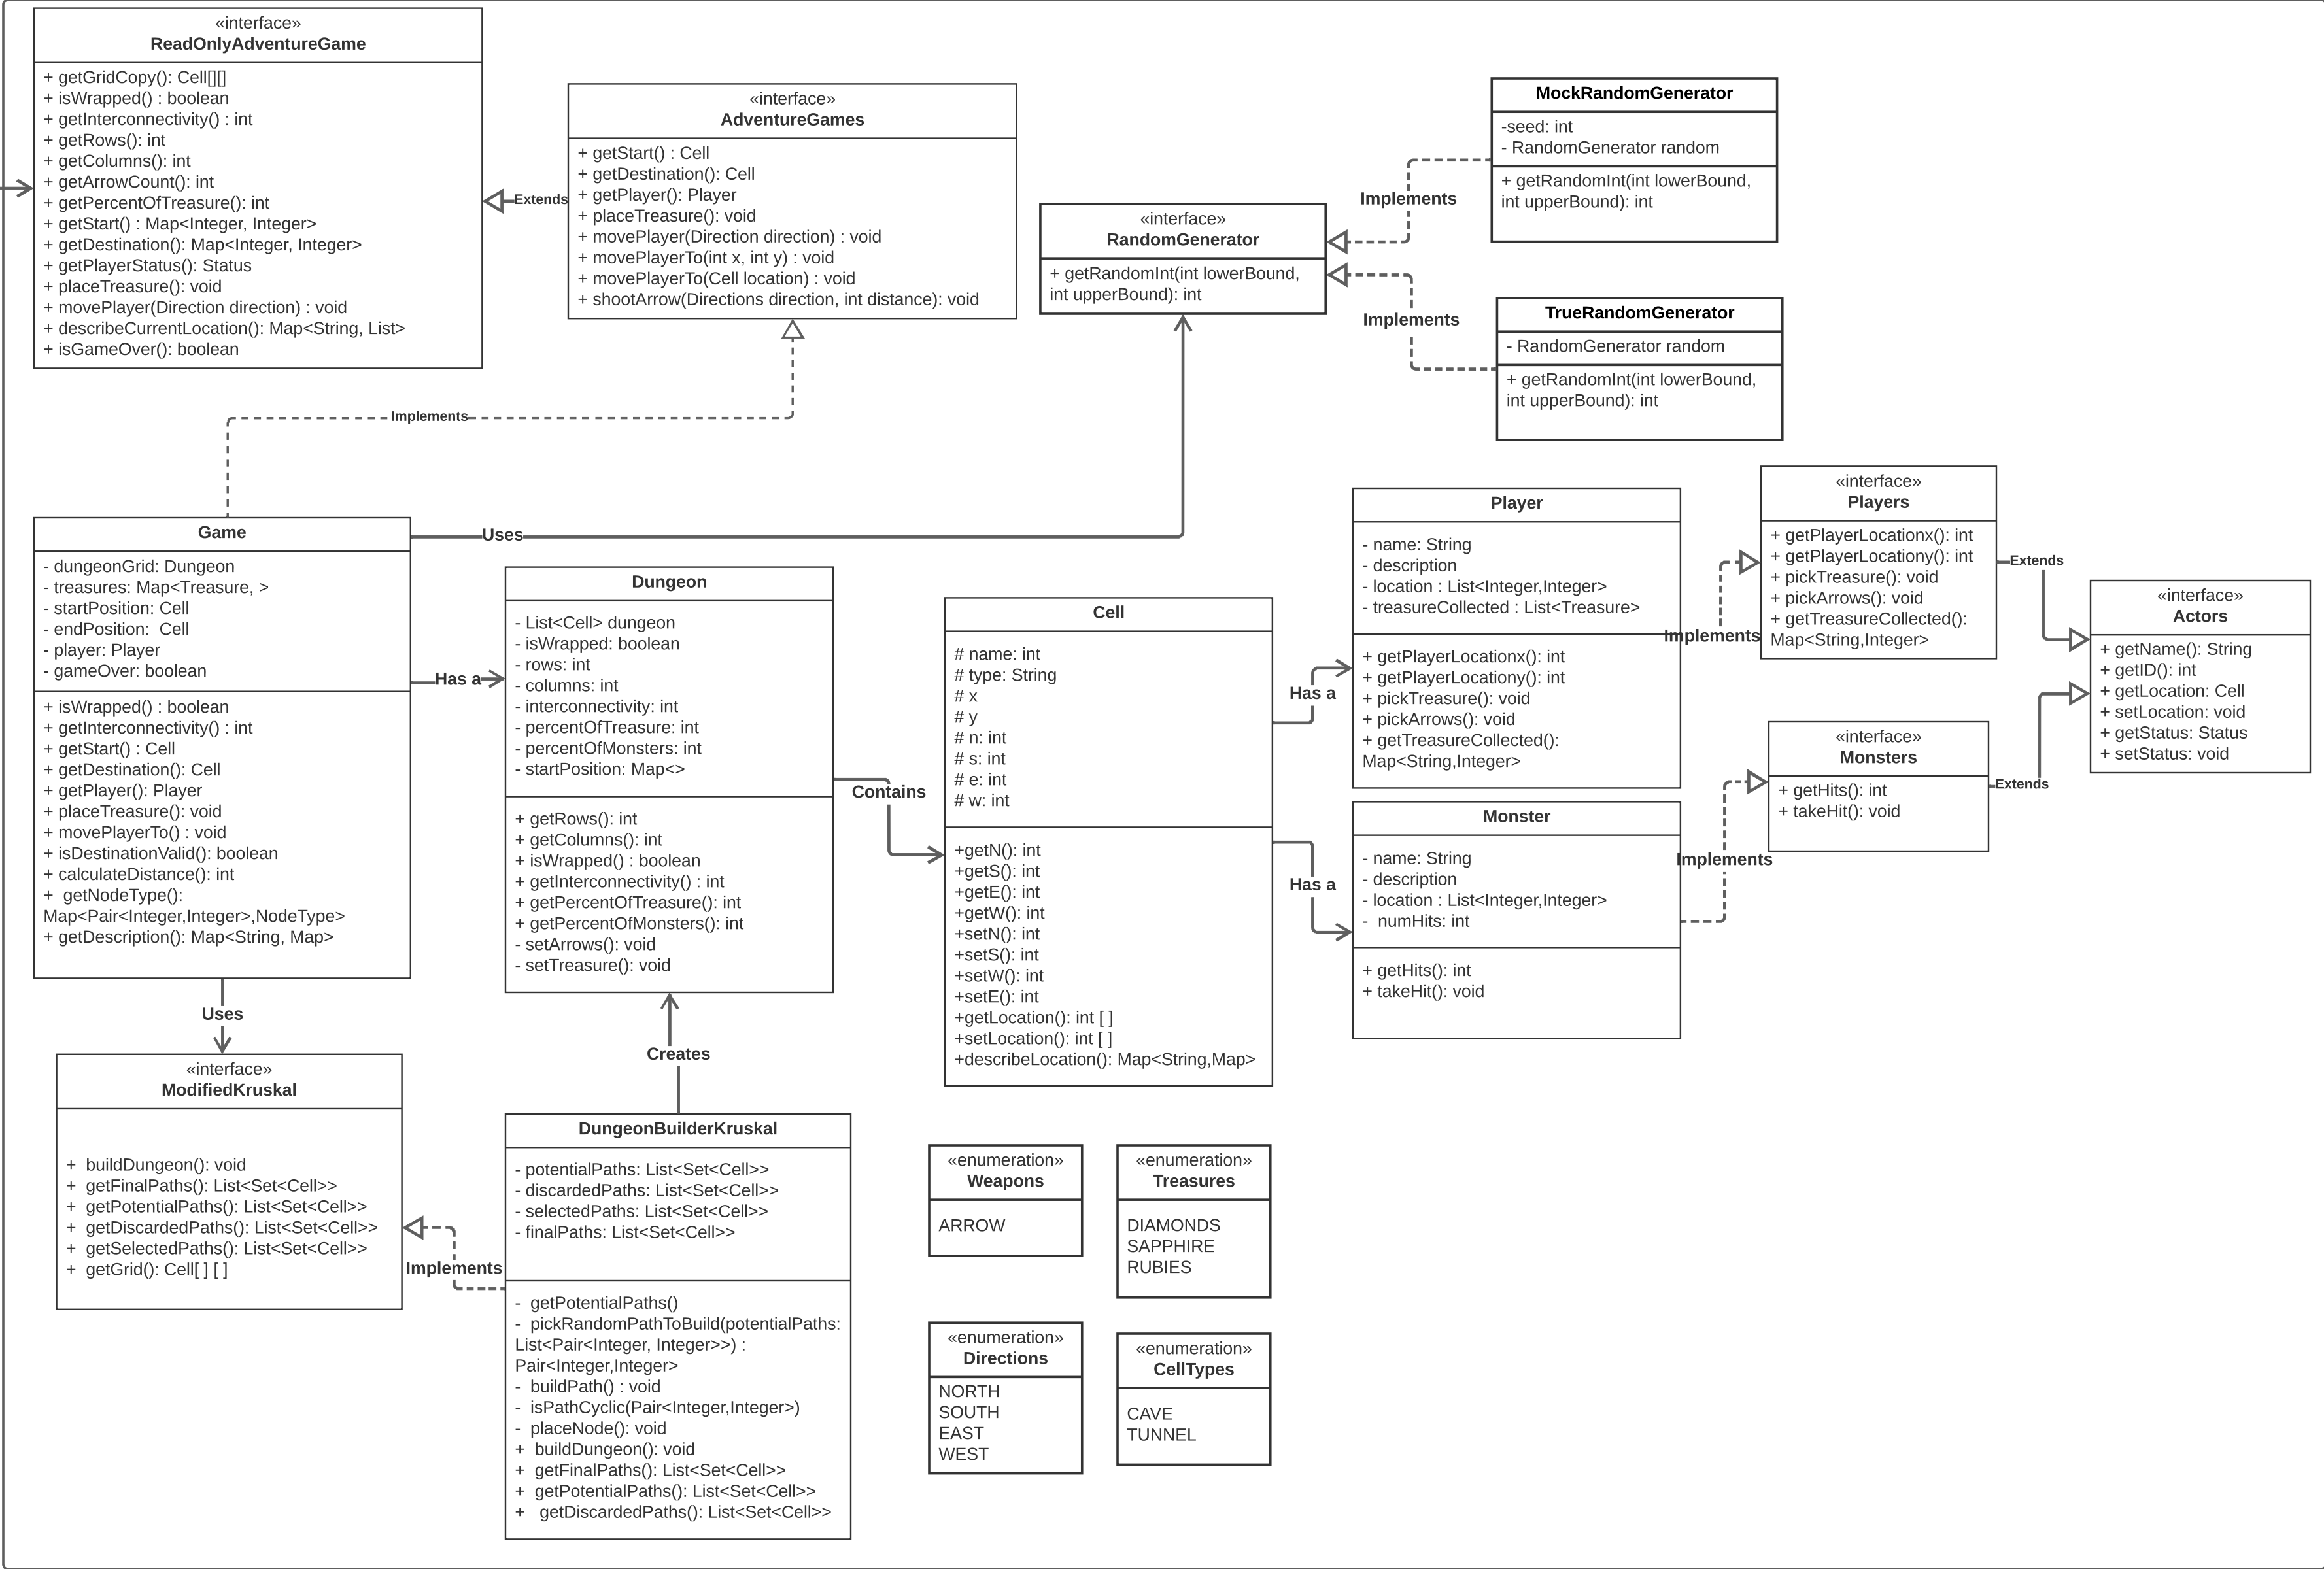 «interface»
ReadOnlyAdventureGame
+ getGridCopy(): Cell[][]
+ isWrapped() : boolean
+ getInterconnectivity() : int
+ getRows(): int
+ getColumns(): int
+ getArrowCount(): int
+ getPercentOfTreasure(): int
+ getStart() : Map<Integer, Integer>
+ getDestination(): Map<Integer, Integer>
+ getPlayerStatus(): Status
+ placeTreasure(): void
+ movePlayer(Direction direction) : void
+ describeCurrentLocation(): Map<String, List>
+ isGameOver(): boolean
Extends
«interface»
AdventureGames
+ getStart() : Cell
+ getDestination(): Cell
+ getPlayer(): Player
+ placeTreasure(): void
+ movePlayer(Direction direction) : void
+ movePlayerTo(int x, int y) : void
+ movePlayerTo(Cell location) : void
+ shootArrow(Directions direction, int distance): void
Implements
«interface»
RandomGenerator
+ getRandomInt(int lowerBound,
int upperBound): int
Implements
Implements
MockRandomGenerator
-seed: int
- RandomGenerator random
+ getRandomInt(int lowerBound,
int upperBound): int
TrueRandomGenerator
- RandomGenerator random
+ getRandomInt(int lowerBound,
int upperBound): int
Game
- dungeonGrid: Dungeon
- treasures: Map<Treasure, >
- startPosition: Cell
- endPosition:  Cell
- player: Player
- gameOver: boolean
+ isWrapped() : boolean
+ getInterconnectivity() : int
+ getStart() : Cell
+ getDestination(): Cell
+ getPlayer(): Player
+ placeTreasure(): void
+ movePlayerTo() : void
+ isDestinationValid(): boolean
+ calculateDistance(): int
+  getNodeType():
Map<Pair<Integer,Integer>,NodeType>
+ getDescription(): Map<String, Map>
Uses
Has a
Uses
Dungeon
- List<Cell> dungeon
- isWrapped: boolean
- rows: int
- columns: int
- interconnectivity: int
- percentOfTreasure: int
- percentOfMonsters: int
- startPosition: Map<>
+ getRows(): int
+ getColumns(): int
+ isWrapped() : boolean
+ getInterconnectivity() : int
+ getPercentOfTreasure(): int
+ getPercentOfMonsters(): int
- setArrows(): void
- setTreasure(): void
Contains
Creates
Cell
# name: int
# type: String
# x
# y
# n: int
# s: int
# e: int
# w: int
+getN(): int
+getS(): int
+getE(): int
+getW(): int
+setN(): int
+setS(): int
+setW(): int
+setE(): int
+getLocation(): int [ ]
+setLocation(): int [ ]
+describeLocation(): Map<String,Map>
Has a
Has a
Player
- name: String
- description
- location : List<Integer,Integer>
- treasureCollected : List<Treasure>
+ getPlayerLocationx(): int
+ getPlayerLocationy(): int
+ pickTreasure(): void
+ pickArrows(): void
+ getTreasureCollected():
Map<String,Integer>
Implements
Monster
- name: String
- description
- location : List<Integer,Integer>
-  numHits: int
+ getHits(): int
+ takeHit(): void
Implements
«interface»
Players
+ getPlayerLocationx(): int
+ getPlayerLocationy(): int
+ pickTreasure(): void
+ pickArrows(): void
+ getTreasureCollected():
Map<String,Integer>
Extends
«interface»
Monsters
+ getHits(): int
+ takeHit(): void
Extends
«interface»
Actors
+ getName(): String
+ getID(): int
+ getLocation: Cell
+ setLocation: void
+ getStatus: Status
+ setStatus: void
«interface»
ModifiedKruskal
+  buildDungeon(): void
+  getFinalPaths(): List<Set<Cell>>
+  getPotentialPaths(): List<Set<Cell>>
+  getDiscardedPaths(): List<Set<Cell>>
+  getSelectedPaths(): List<Set<Cell>>
+  getGrid(): Cell[ ] [ ]
Implements
DungeonBuilderKruskal
- potentialPaths: List<Set<Cell>>
- discardedPaths: List<Set<Cell>>
- selectedPaths: List<Set<Cell>>
- finalPaths: List<Set<Cell>>
-  getPotentialPaths()
-  pickRandomPathToBuild(potentialPaths:
List<Pair<Integer, Integer>>) :
Pair<Integer,Integer>
-  buildPath() : void
-  isPathCyclic(Pair<Integer,Integer>)
-  placeNode(): void
+  buildDungeon(): void
+  getFinalPaths(): List<Set<Cell>>
+  getPotentialPaths(): List<Set<Cell>>
+   getDiscardedPaths(): List<Set<Cell>>
«enumeration»
Weapons
ARROW
«enumeration»
Treasures
DIAMONDS
SAPPHIRE
RUBIES
«enumeration»
Directions
NORTH
SOUTH
EAST
WEST
«enumeration»
CellTypes
CAVE
TUNNEL